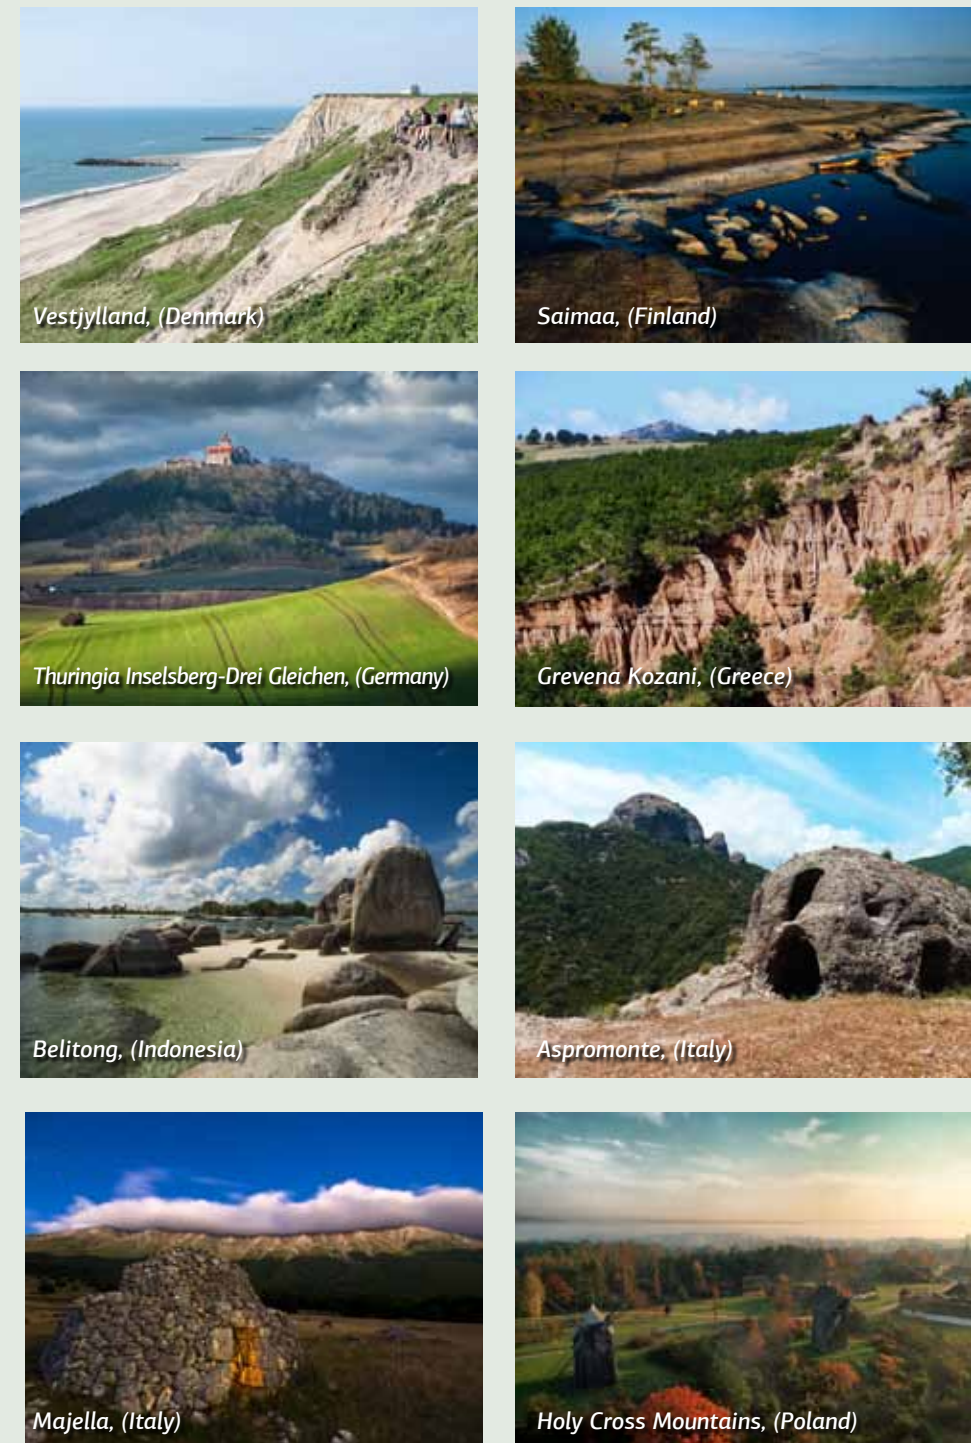 Vestjylland, (Denmark)
Saimaa, (Finland)
Thuringia Inselsberg-Drei Gleichen, (Germany)
Grevena Kozani, (Greece)
Belitong, (Indonesia)
Aspromonte, (Italy)
Majella, (Italy)
Holy Cross Mountains, (Poland)